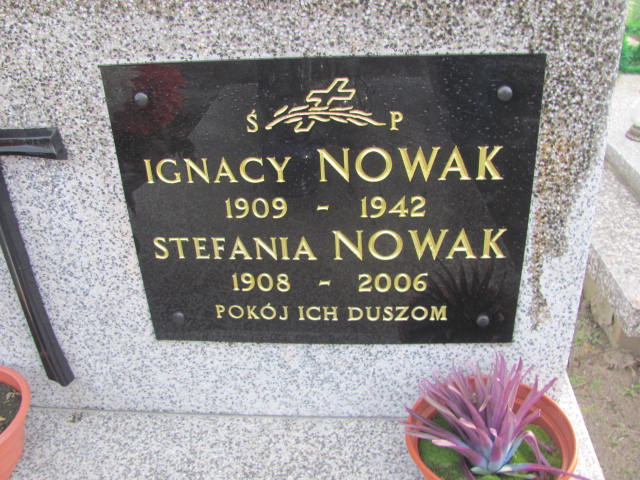 Ś P
IGNACY NOWAK
1909 - 1942
STEFANIA NOWAK
1908 - 2006
POKÓJ ICH DUSZOM